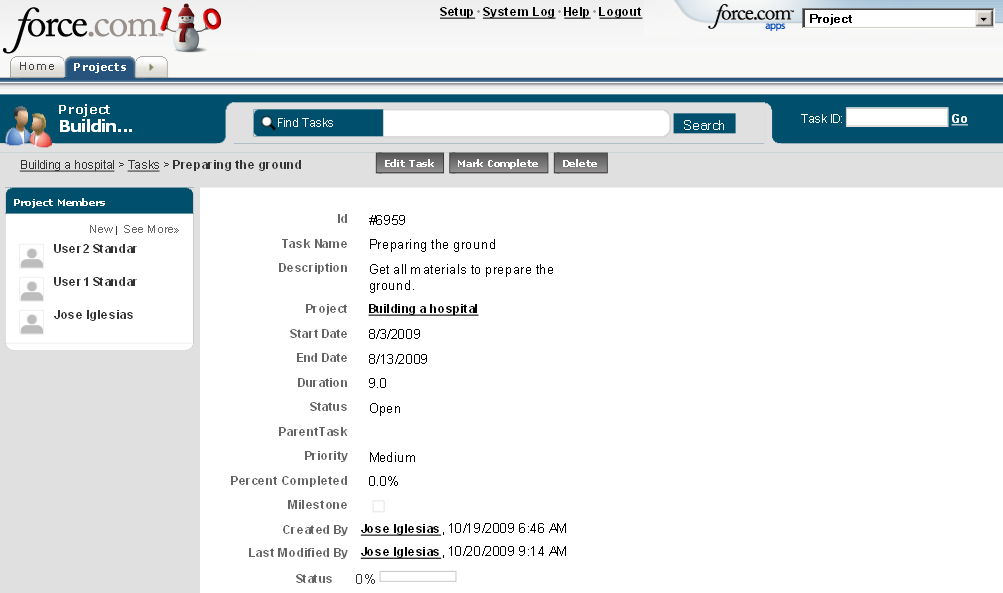 force.com 10
Setup · System Log · Help · Logout
force.com apps
Project
Home
Projects
Project
Buildin...
Find Tasks
Search
Task ID:
Go
Building a hospital > Tasks > Preparing the ground
Edit Task
Mark Complete
Delete
Project Members
New | See More»
User2 Standar
User1 Standar
Jose Iglesias
Id #6959
Task Name Preparing the ground
Description Get all materials to prepare the
ground.
Project Building a hospital
Start Date 8/3/2009
End Date 8/13/2009
Duration 9.0
Status Open
ParentTask
Priority Medium
Percent Completed 0.0%
Milestone
Created By Jose Iglesias, 10/19/2009 6:46 AM
Last Modified By Jose Iglesias, 10/20/2009 9:14 AM
Status 0%